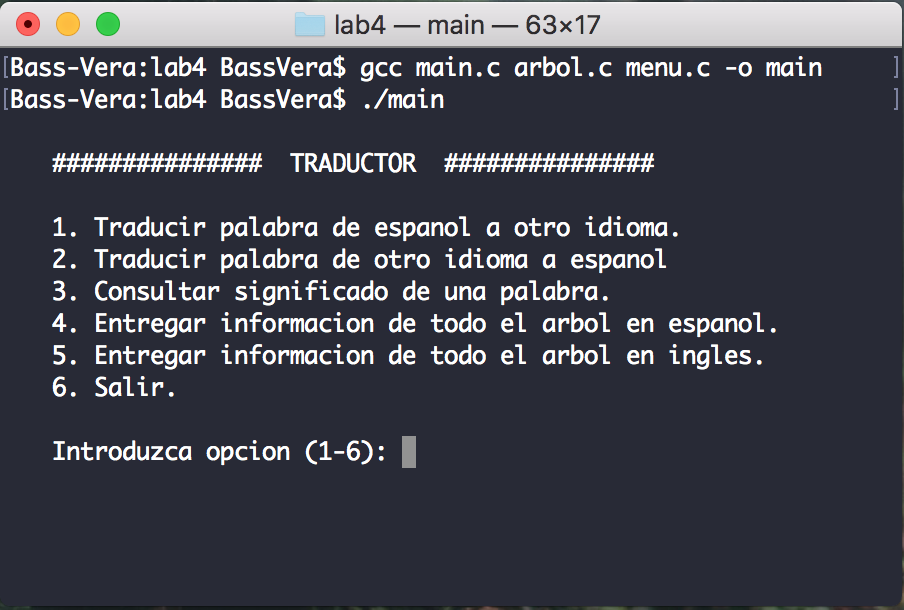 lab4 — main — 63×17
[Bass-Vera:lab4 BassVera$ gcc main.c arbol.c menu.c -o main ]
[Bass-Vera:lab4 BassVera$ ./main ]
############### TRADUCTOR ###############
1. Traducir palabra de espanol a otro idioma.
2. Traducir palabra de otro idioma a espanol
3. Consultar significado de una palabra.
4. Entregar informacion de todo el arbol en espanol.
5. Entregar informacion de todo el arbol en ingles.
6. Salir.
Introduzca opcion (1-6):